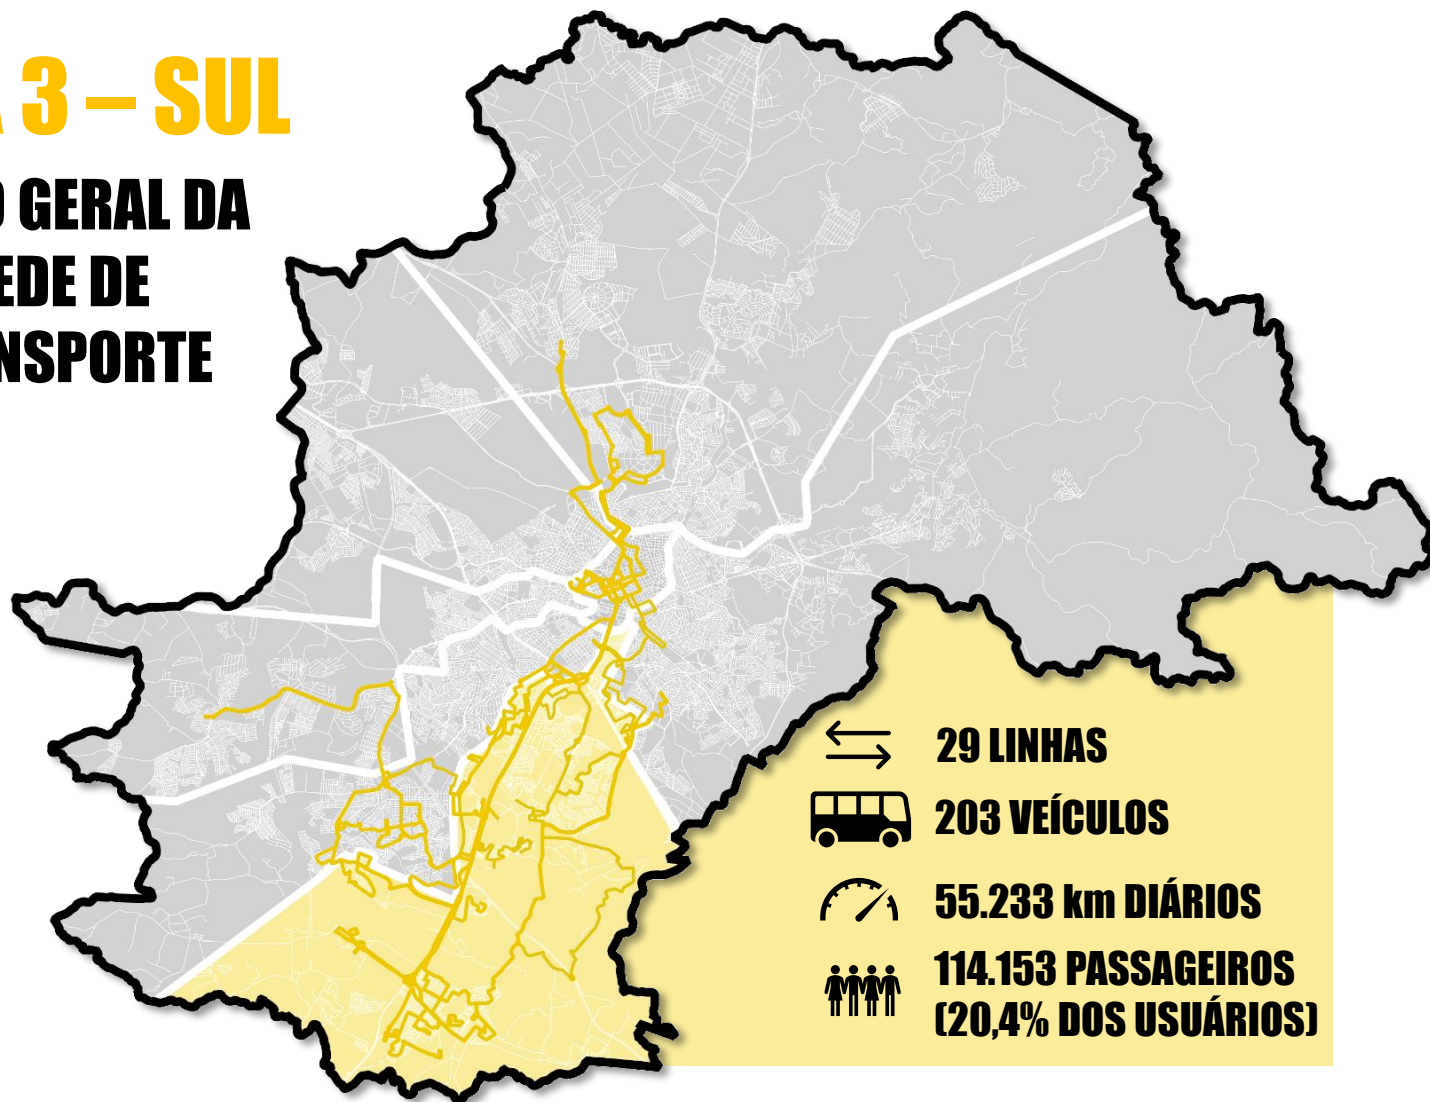 A 3 – SUL
O GERAL DA
EDE DE
NSPORTE
29 LINHAS
203 VEÍCULOS
55.233 km DIÁRIOS
114.153 PASSAGEIROS
(20,4% DOS USUÁRIOS)